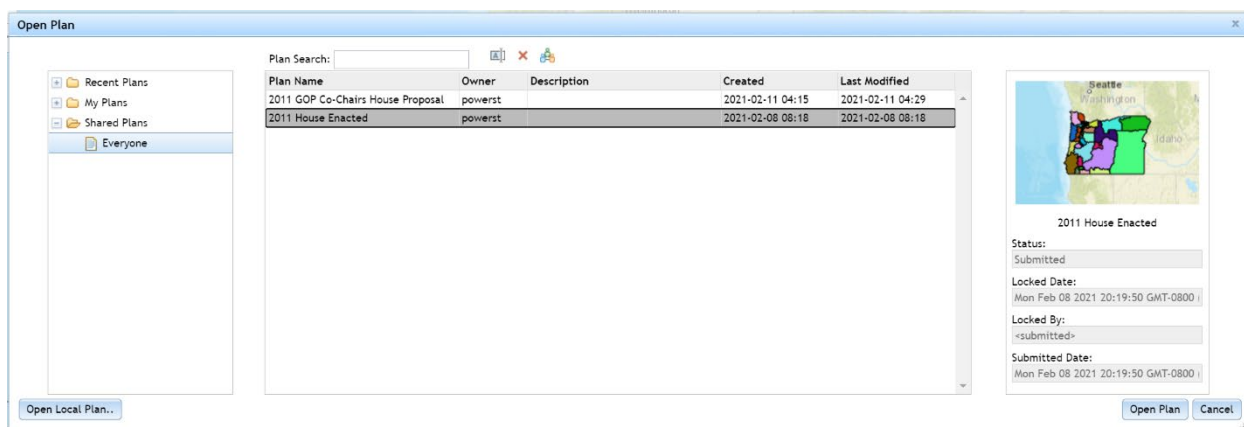 Open Plan
Plan Search:
Recent Plans
My Plans
Shared Plans
Everyone
Plan Name Owner Description Created Last Modified
2011 GOP Co-Chairs House Proposal powerst 2021-02-11 04:15 2021-02-11 04:29
2011 House Enacted powerst 2021-02-08 08:18 2021-02-08 08:18
Seattle
Washington
Idaho
2011 House Enacted
Status:
Submitted
Locked Date:
Mon Feb 08 2021 20:19:50 GMT-0800
Locked By:
<submitted>
Submitted Date:
Mon Feb 08 2021 20:19:50 GMT-0800
Open Local Plan..
Open Plan Cancel